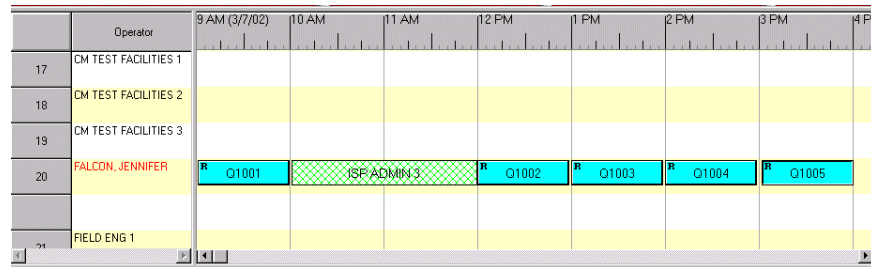 Operator
9 AM (3/7/02) 10 AM 11 AM 12 PM 1 PM 2 PM 3 PM 4 P
17 CM TEST FACILITIES 1
18 CM TEST FACILITIES 2
19 CM TEST FACILITIES 3
20 FALCON, JENNIFER R Q1001 ISP ADMIN 3 R Q1002 R Q1003 R Q1004 R Q1005
21 FIELD ENG 1